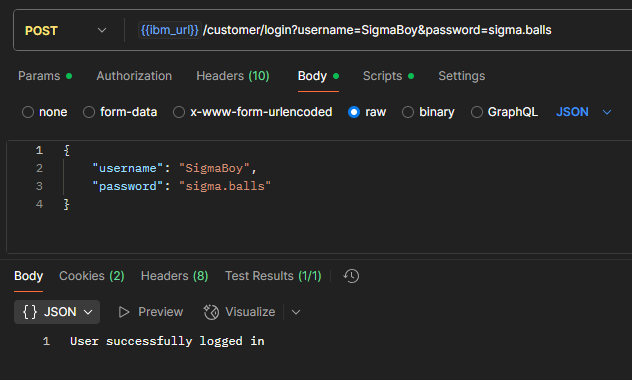 POST {{ibm_url}} /customer/login?username=SigmaBoy&password=sigma.balls
Params Authorization Headers (10) Body Scripts Settings
none form-data x-www-form-urlencoded raw binary GraphQL JSON
1 {
2 "username": "SigmaBoy",
3 "password": "sigma.balls"
4 }
Body Cookies (2) Headers (8) Test Results (1/1)
{} JSON Preview Visualize
1 User successfully logged in